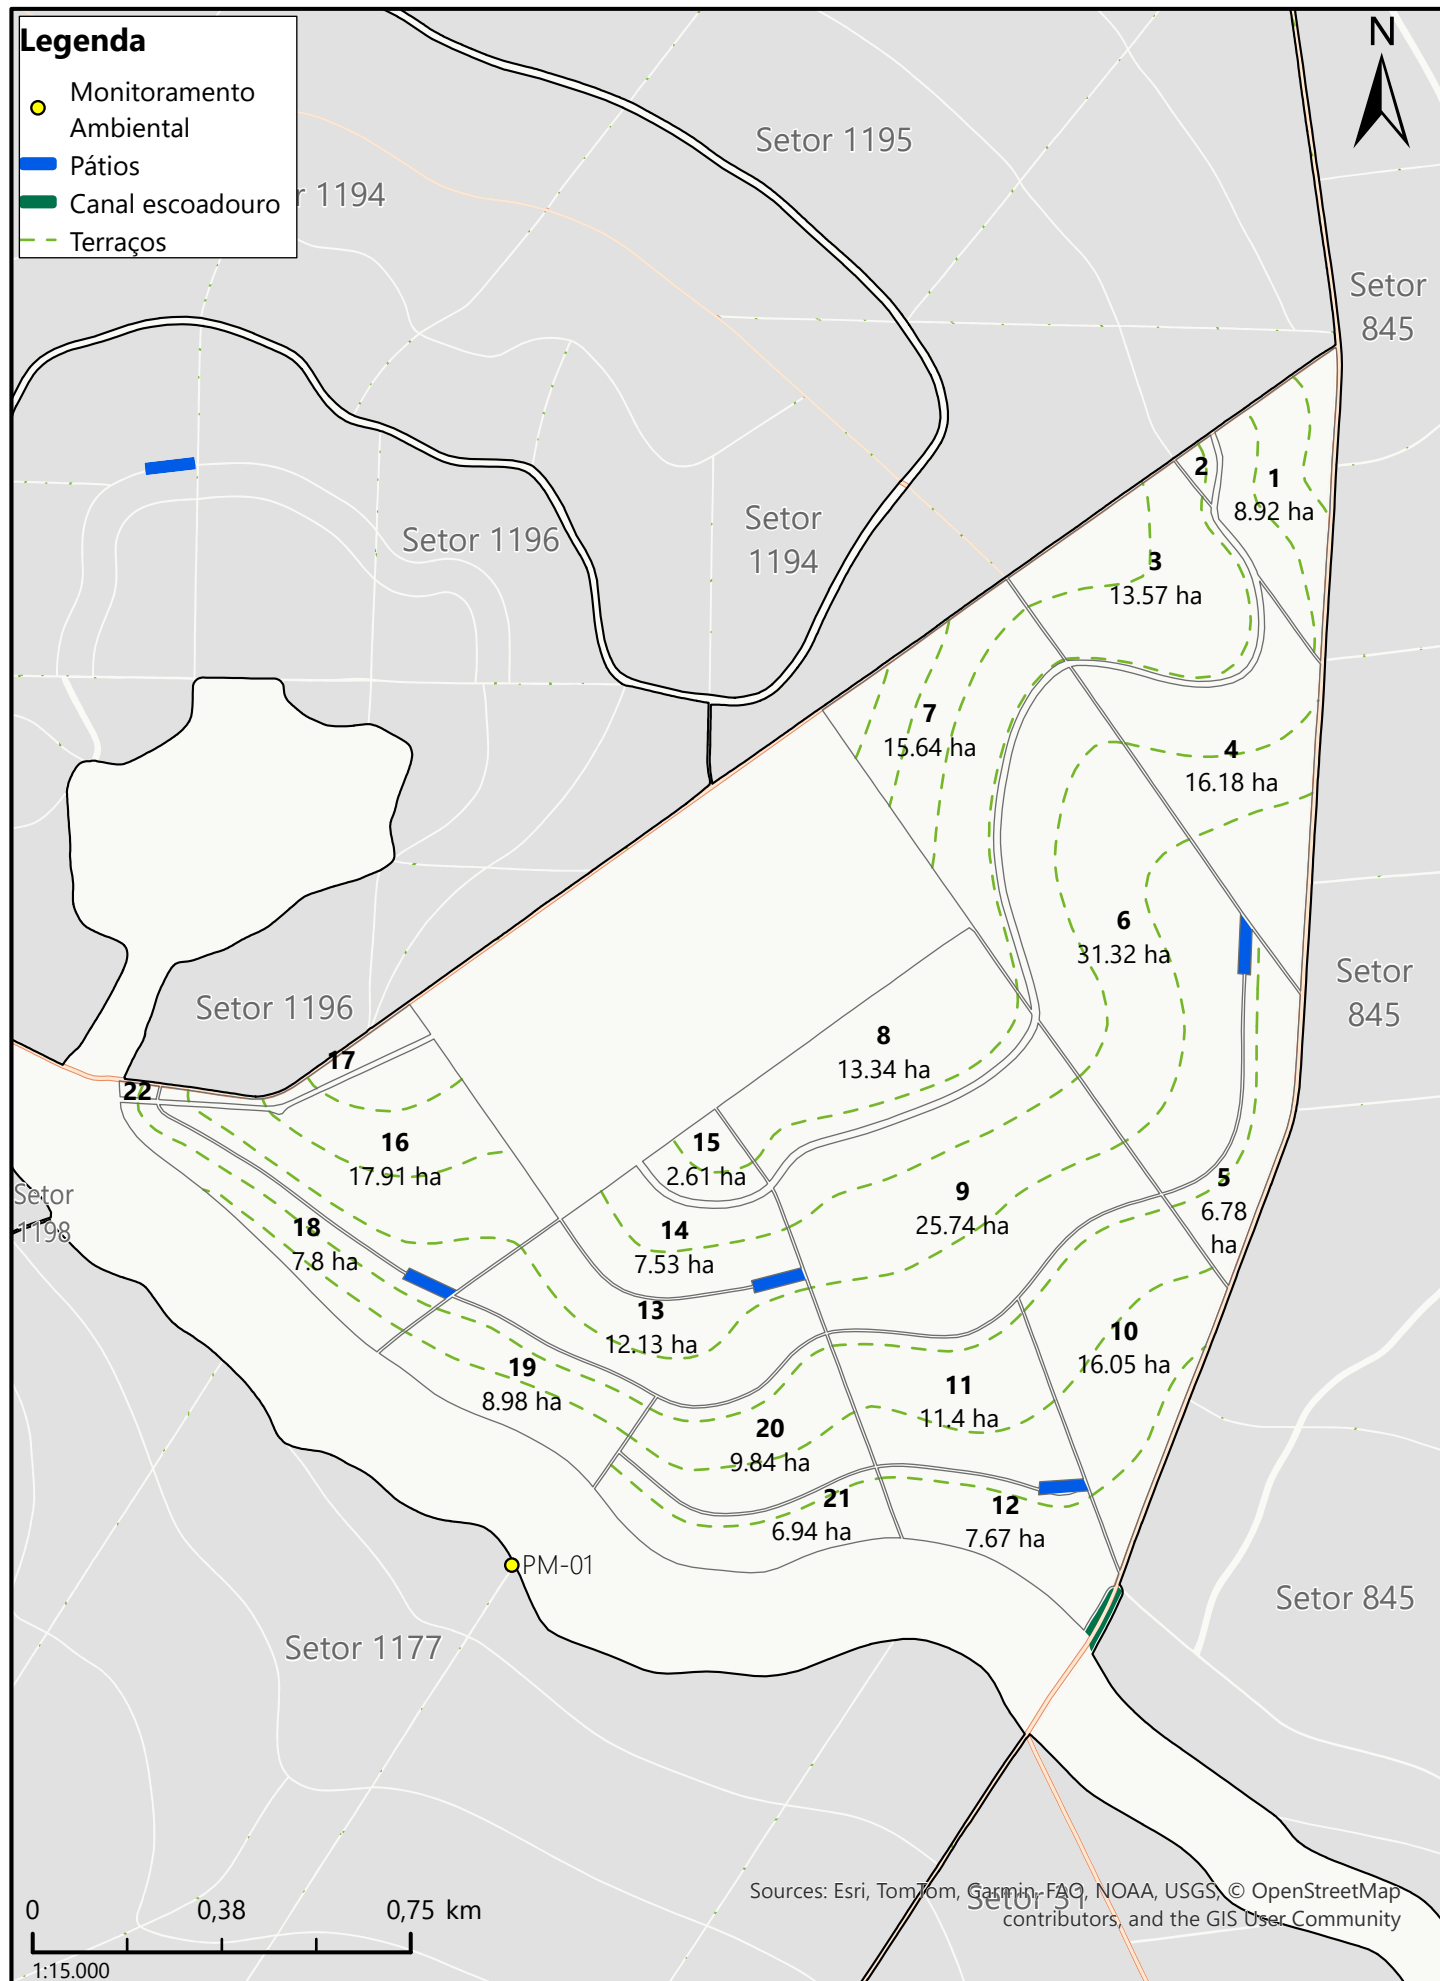 Legenda
Monitoramento
Ambiental
Pátios
Canal escoadouro
Terraços
N
Setor 1195
r 1194
Setor
845
Setor 1196
Setor
1194
2
1
8.92 ha
3
13.57 ha
7
15.64 ha
4
16.18 ha
6
31.32 ha
Setor
845
Setor 1196
8
13.34 ha
17
22
16
17.91 ha
15
2.61 ha
9
25.74 ha
5
6.78
ha
Setor
1198
18
7.8 ha
14
7.53 ha
13
12.13 ha
10
16.05 ha
19
8.98 ha
11
11.4 ha
20
9.84 ha
21
6.94 ha
12
7.67 ha
PM-01
Setor 845
Setor 1177
Setor 31
0 0,38 0,75 km
1:15.000
Sources: Esri, TomTom, Garmin, FAO, NOAA, USGS, © OpenStreetMap
contributors, and the GIS User Community